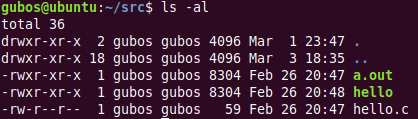 gubos@ubuntu:~/src$ ls -al
total 36
drwxr-xr-x  2 gubos gubos 4096 Mar  1 23:47 .
drwxr-xr-x 18 gubos gubos 4096 Mar  3 18:35 ..
-rwxr-xr-x  1 gubos gubos 8304 Feb 26 20:47 a.out
-rwxr-xr-x  1 gubos gubos 8304 Feb 26 20:48 hello
-rw-r--r--  1 gubos gubos   59 Feb 26 20:47 hello.c